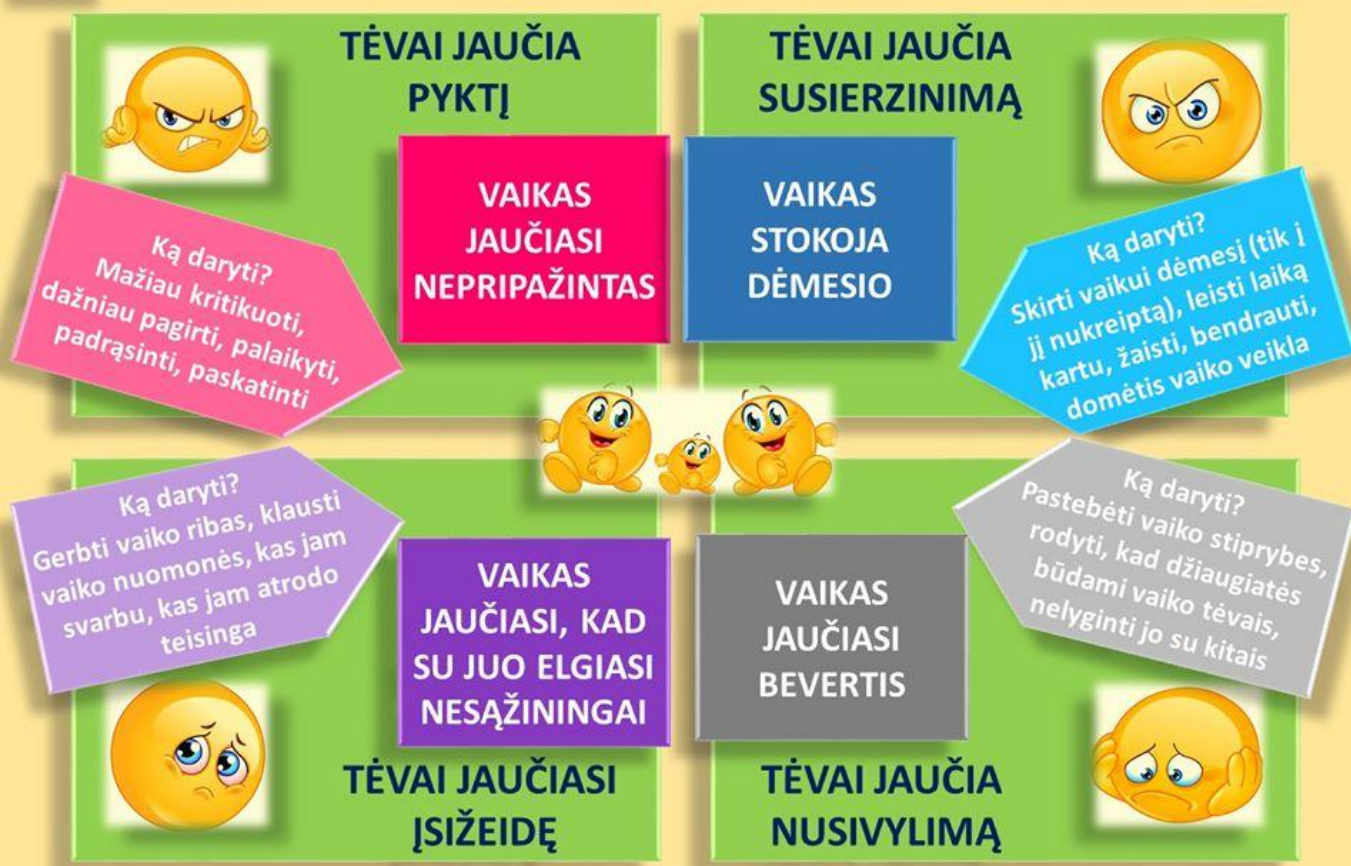 TĖVAI JAUČIA
PYKTĮ
VAIKAS
JAUČIASI
NEPRIPAŽINTAS
Ką daryti?
Mažiau kritikuoti,
dažniau pagirti, palaikyti,
padrąsinti, paskatinti
TĖVAI JAUČIA
SUSIERZINIMĄ
VAIKAS
STOKOJA
DĖMESIO
Ką daryti?
Skirti vaikui dėmesį (tik į
jį nukreiptą), leisti laiką
kartu, žaisti, bendrauti,
domėtis vaiko veikla
Ką daryti?
Gerbti vaiko ribas, klausti
vaiko nuomonės, kas jam
svarbu, kas jam atrodo
teisinga
VAIKAS
JAUČIASI, KAD
SU JUO ELGIASI
NESĄŽININGAI
TĖVAI JAUČIASI
ĮSIŽEIDĘ
Ką daryti?
Pastebėti vaiko stiprybes,
rodyti, kad džiaugiatės
būdami vaiko tėvais,
nelyginti jo su kitais
VAIKAS
JAUČIASI
BEVERTIS
TĖVAI JAUČIA
NUSIVYLIMĄ